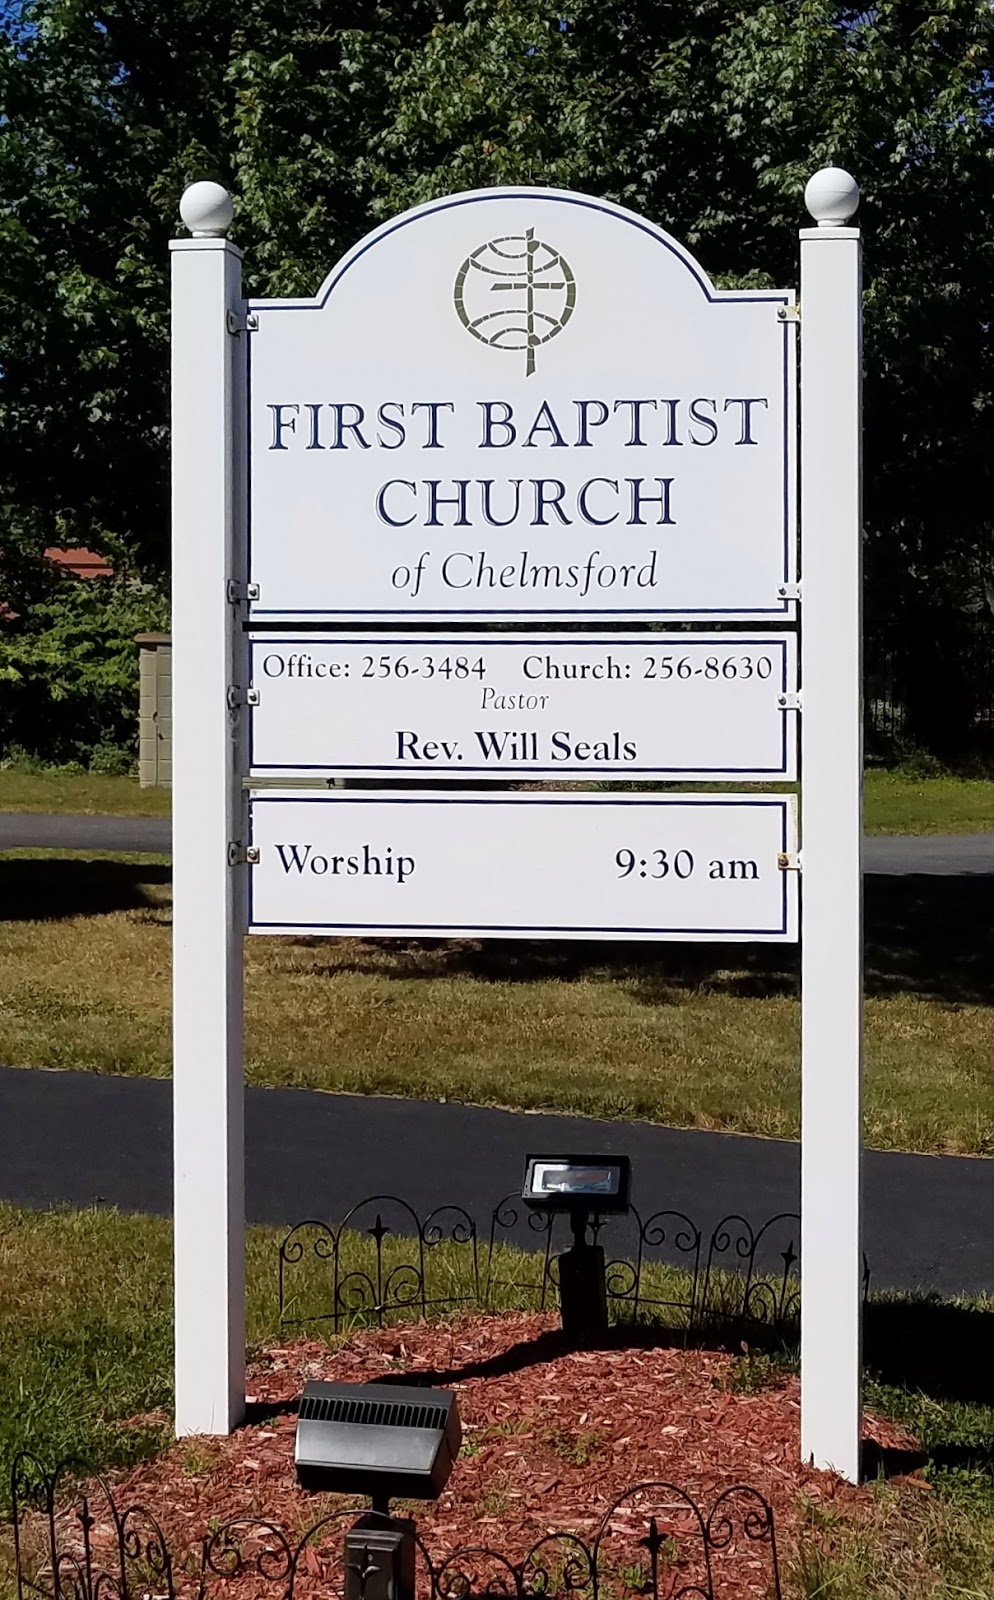 FIRST BAPTIST
CHURCH
of Chelmsford
Office: 256-3484 Church: 256-8630
Pastor
Rev. Will Seals
Worship 9:30 am